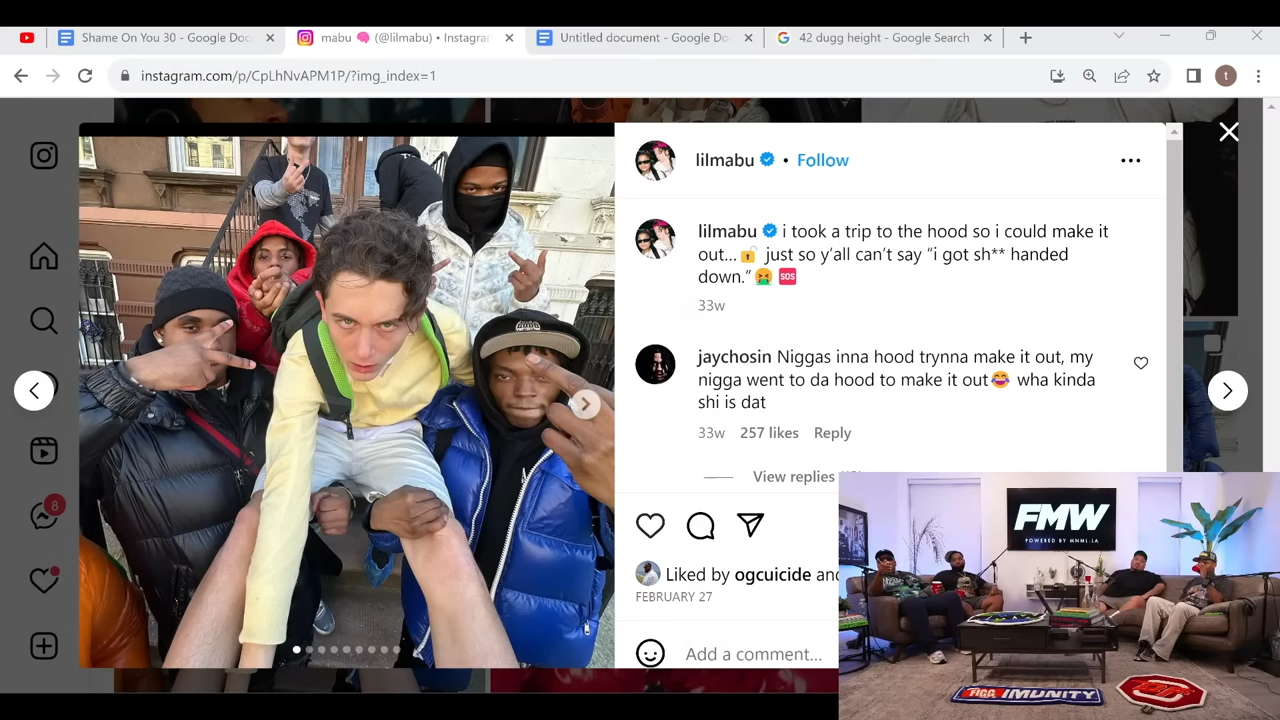 Shame On You 30 - Google Doc
mabu 🧠 (@lilmabu) • Instagram
Untitled document - Google Do
42 dugg height - Google Search
instagram.com/p/CpLhNvAPM1P/?img_index=1
t
lilmabu • Follow
lilmabu i took a trip to the hood so i could make it
out...🔓 just so y'all can't say "i got sh** handed
down."🤮 🆘
33w
jaychosin Niggas inna hood trynna make it out, my
nigga went to da hood to make it out😂 wha kinda
shi is dat
33w 257 likes Reply
View replies
8
Liked by ogcuicide and
FEBRUARY 27
Add a comment...
FMW
POWERED BY MNML.LA
IMUNITY